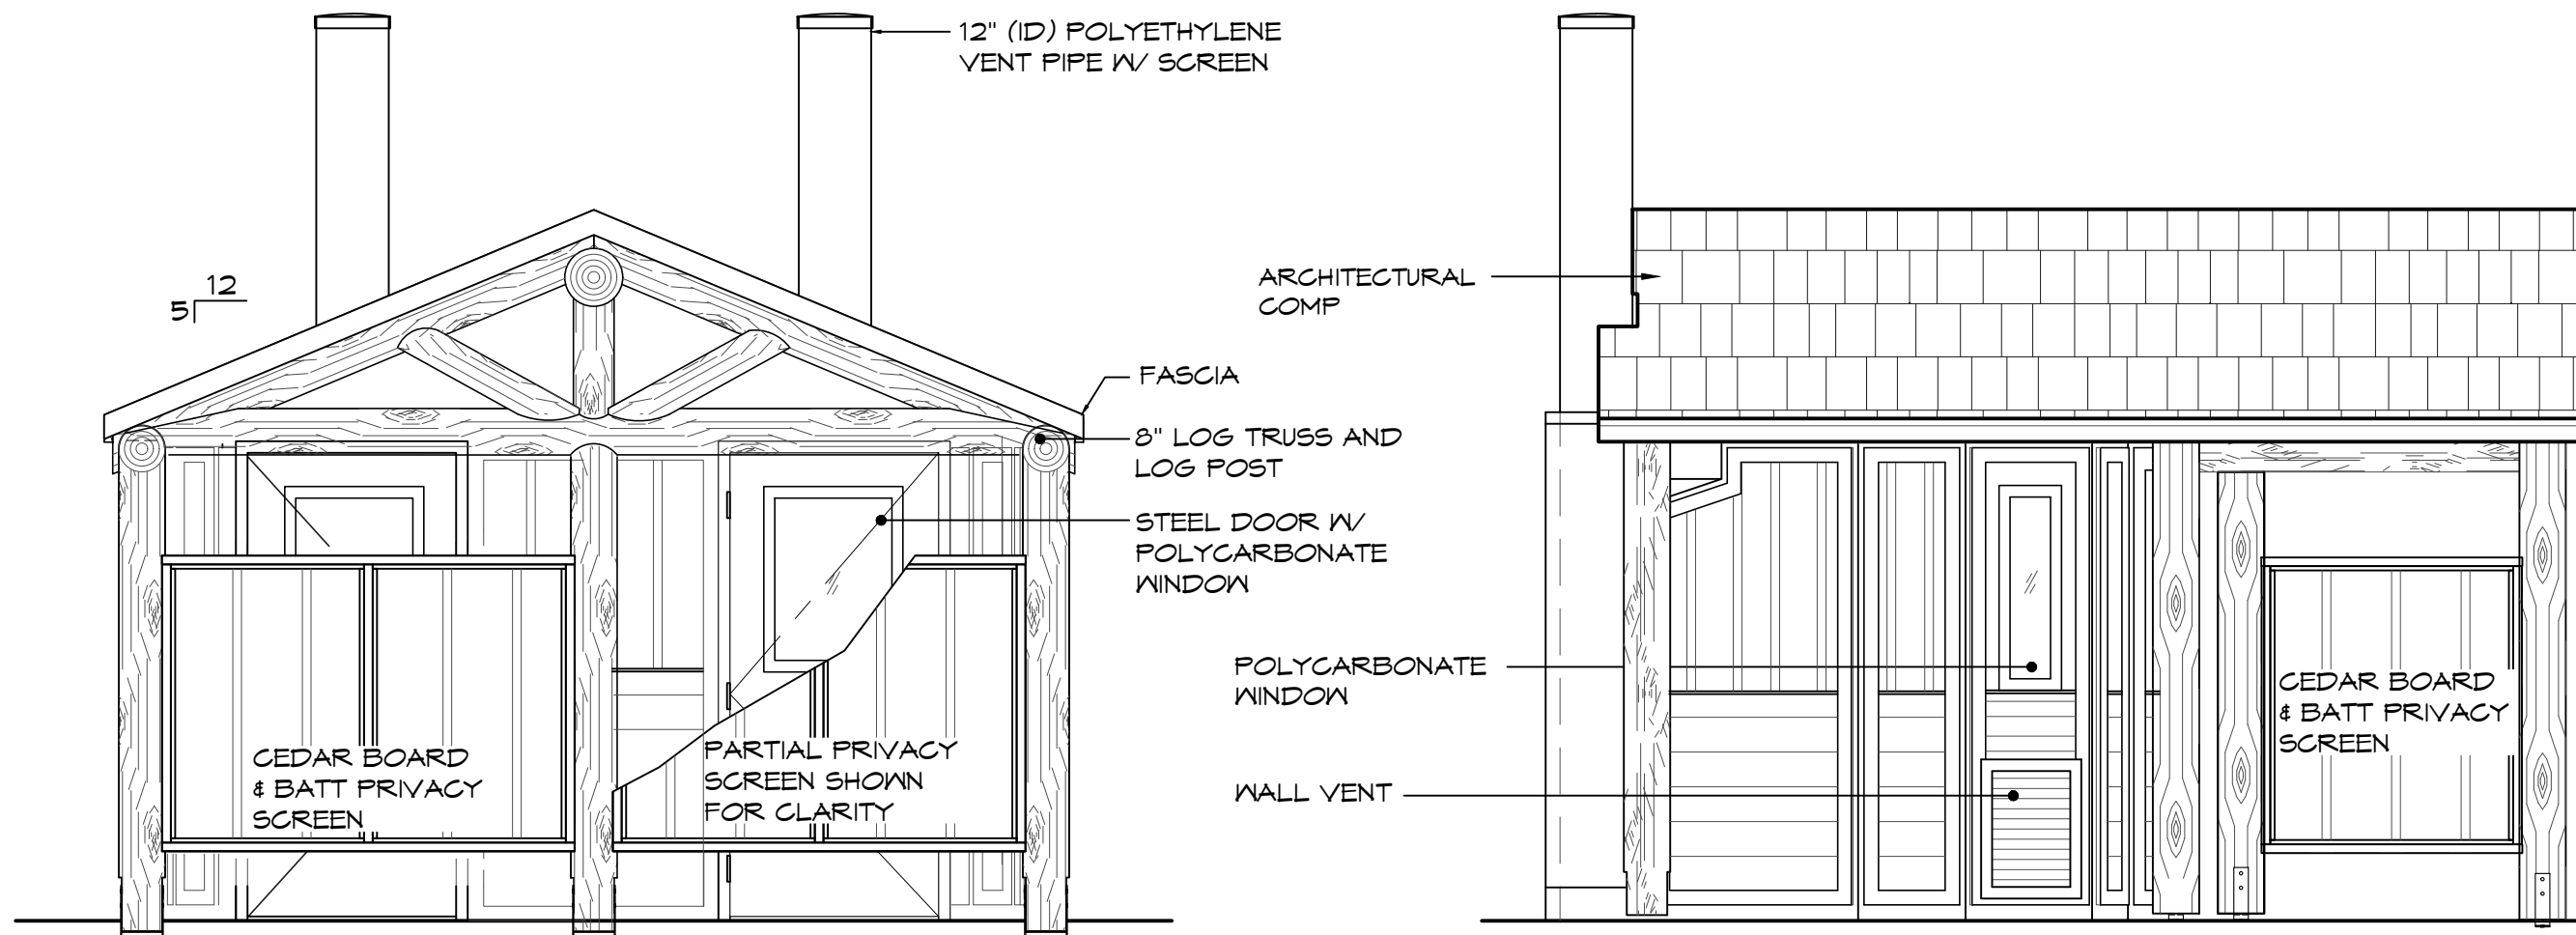 12" (ID) POLYETHYLENE
VENT PIPE W/ SCREEN
12
5
FASCIA
8" LOG TRUSS AND
LOG POST
STEEL DOOR W/
POLYCARBONATE
WINDOW
CEDAR BOARD
& BATT PRIVACY
SCREEN
PARTIAL PRIVACY
SCREEN SHOWN
FOR CLARITY
ARCHITECTURAL
COMP
POLYCARBONATE
WINDOW
WALL VENT
CEDAR BOARD
& BATT PRIVACY
SCREEN